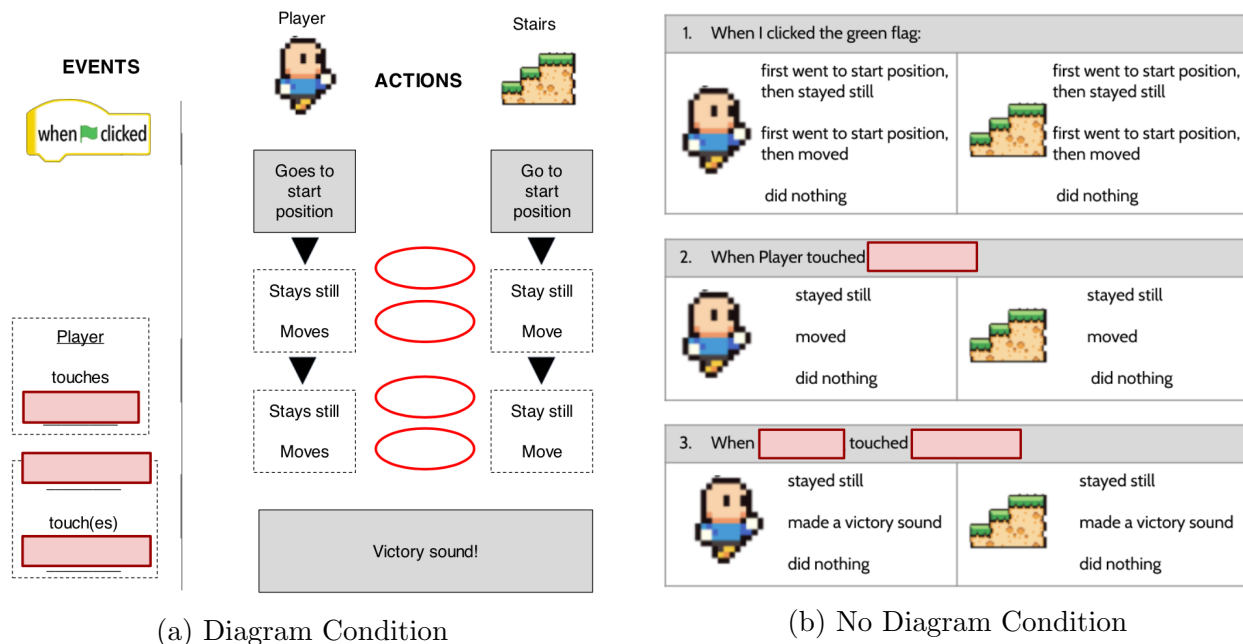 Player
Stairs
EVENTS
ACTIONS
when clicked
Goes to
start
position
Go to
start
position
Stays still
Moves
Stay still
Move
Player
touches
Stays still
Moves
Stay still
Move
touch(es)
Victory sound!
(a) Diagram Condition
1. When I clicked the green flag:
first went to start position,
then stayed still
first went to start position,
then moved
did nothing
first went to start position,
then stayed still
first went to start position,
then moved
did nothing
2. When Player touched
stayed still
moved
did nothing
stayed still
moved
did nothing
3. When touched
stayed still
made a victory sound
did nothing
stayed still
made a victory sound
did nothing
(b) No Diagram Condition